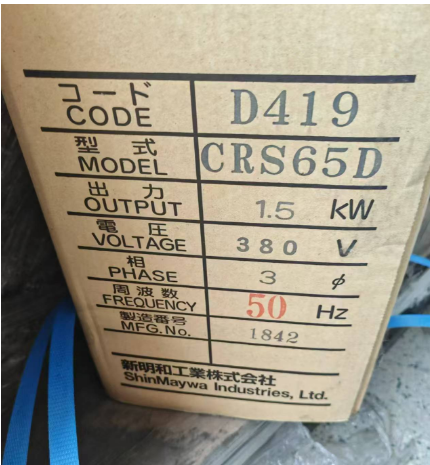 コード D419
CODE
型式 CRS65D
MODEL
出力 1.5 KW
OUTPUT
電圧 380 V
VOLTAGE
相 3 φ
PHASE
周波数 50 Hz
FREQUENCY
製造番号 1842
MFG.No.
新明和工業株式会社
ShinMaywa Industries, Ltd.